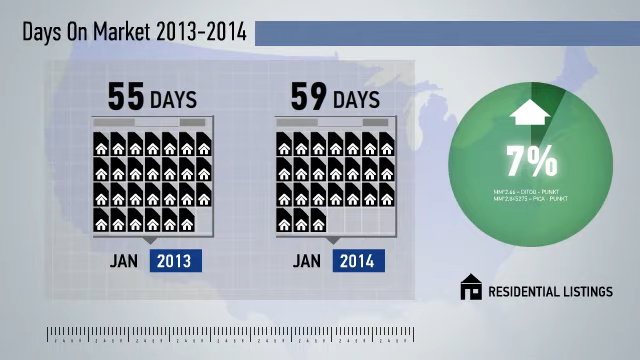 Days On Market 2013-2014
55 DAYS
59 DAYS
7%
JAN 2013
JAN 2014
RESIDENTIAL LISTINGS